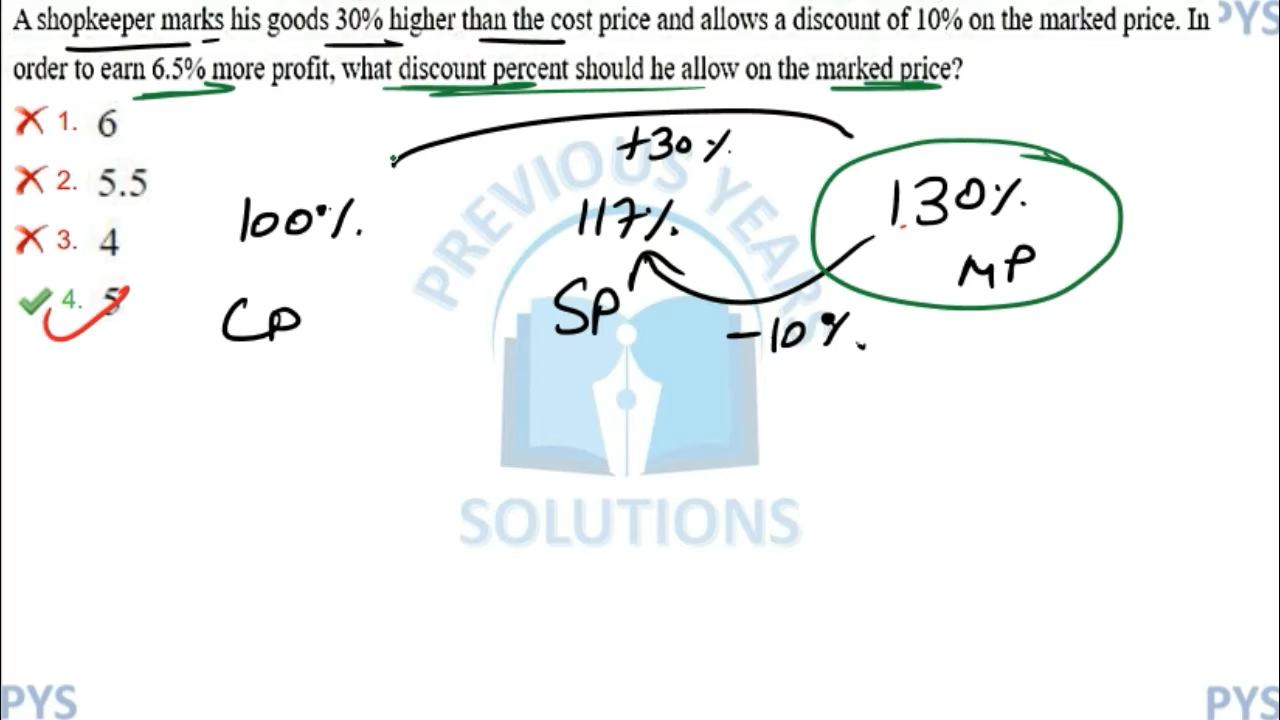 A shopkeeper marks his goods 30% higher than the cost price and allows a discount of 10% on the marked price. In PYS
order to earn 6.5% more profit, what discount percent should he allow on the marked price?
1. 6
2. 5.5
3. 4
4. 5
+30%
100%. 117%. 130%.
CP SP MP
-10%.
PREVIOUS YEARS
SOLUTIONS
PYS PYS